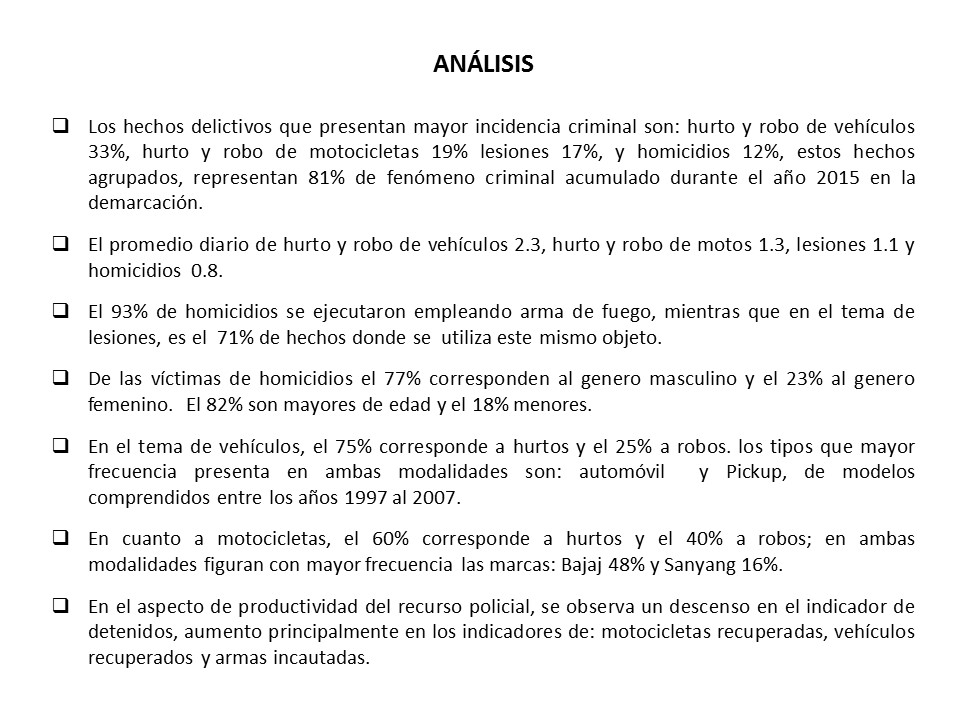 ANÁLISIS
Los hechos delictivos que presentan mayor incidencia criminal son: hurto y robo de vehículos
33%, hurto y robo de motocicletas 19% lesiones 17%, y homicidios 12%, estos hechos
agrupados, representan 81% de fenómeno criminal acumulado durante el año 2015 en la
demarcación.
El promedio diario de hurto y robo de vehículos 2.3, hurto y robo de motos 1.3, lesiones 1.1 y
homicidios 0.8.
El 93% de homicidios se ejecutaron empleando arma de fuego, mientras que en el tema de
lesiones, es el 71% de hechos donde se utiliza este mismo objeto.
De las víctimas de homicidios el 77% corresponden al genero masculino y el 23% al genero
femenino. El 82% son mayores de edad y el 18% menores.
En el tema de vehículos, el 75% corresponde a hurtos y el 25% a robos. los tipos que mayor
frecuencia presenta en ambas modalidades son: automóvil y Pickup, de modelos
comprendidos entre los años 1997 al 2007.
En cuanto a motocicletas, el 60% corresponde a hurtos y el 40% a robos; en ambas
modalidades figuran con mayor frecuencia las marcas: Bajaj 48% y Sanyang 16%.
En el aspecto de productividad del recurso policial, se observa un descenso en el indicador de
detenidos, aumento principalmente en los indicadores de: motocicletas recuperadas, vehículos
recuperados y armas incautadas.